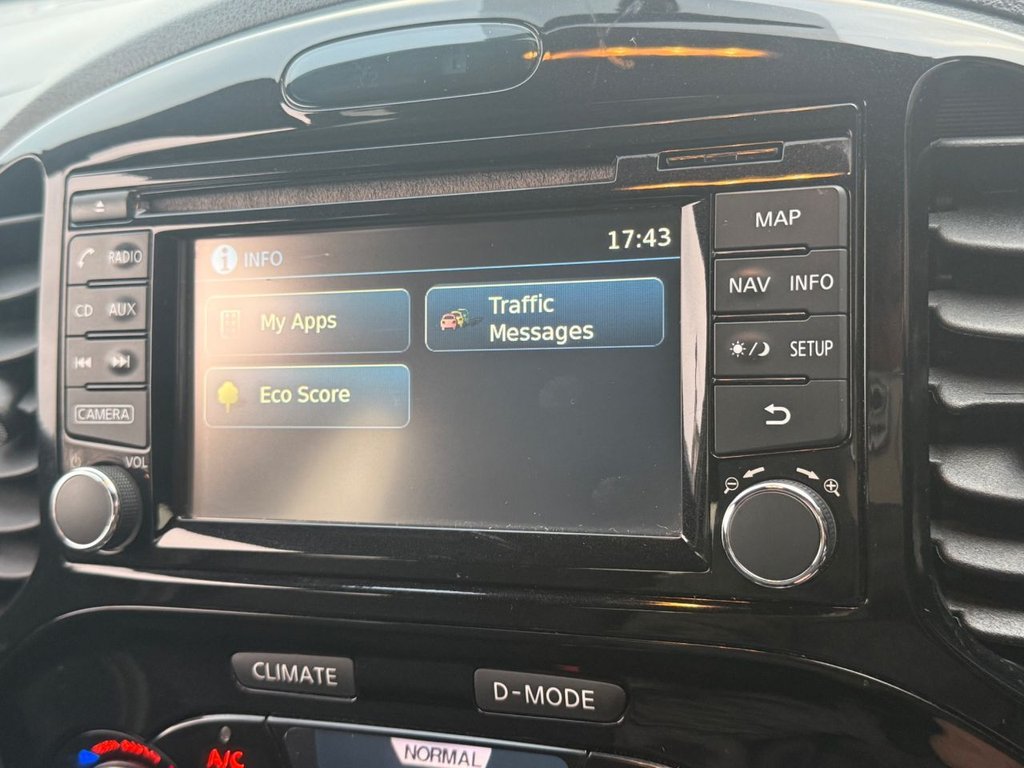 INFO
17:43
My Apps
Traffic
Messages
Eco Score
RADIO
CD AUX
CAMERA
VOL
MAP
NAV INFO
SETUP
CLIMATE
D-MODE
A/C
NORMAL